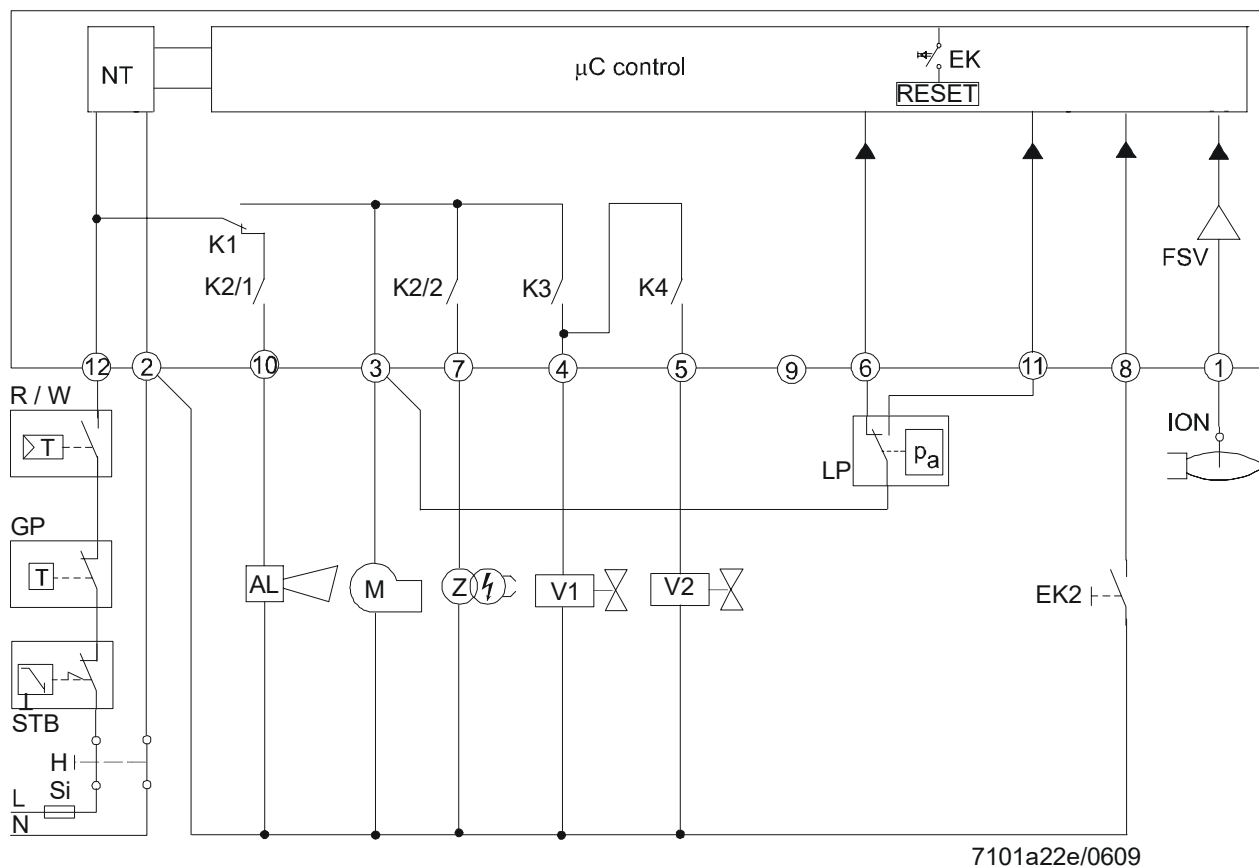 NT
μC control
EK
RESET
K1
K2/1
K2/2
K3
K4
FSV
12
2
10
3
7
4
5
9
6
11
8
1
R / W
T
ION
LP
pa
GP
T
AL
M
Z
V1
V2
EK2
STB
H
Si
L
N
7101a22e/0609